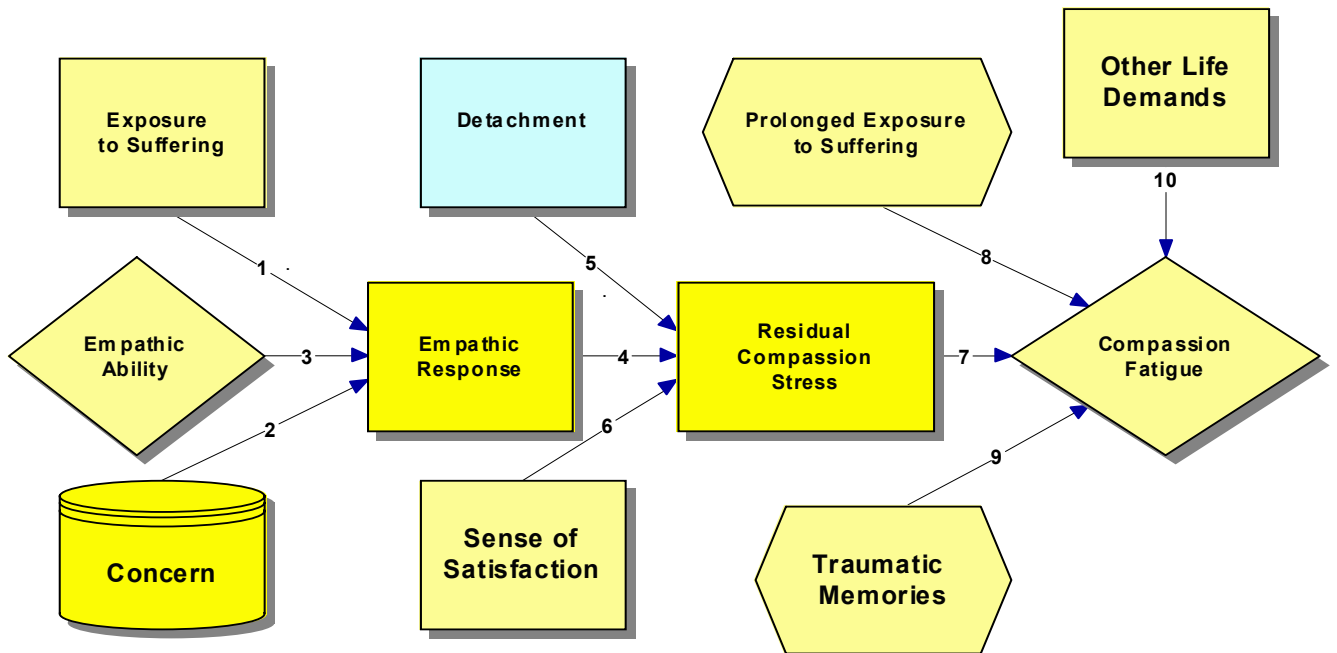 Exposure
to Suffering
Detachment
Prolonged Exposure
to Suffering
Other Life
Demands
10
1
5
8
Empathic
Ability
3
Empathic
Response
4
Residual
Compassion
Stress
7
Compassion
Fatigue
2
6
9
Concern
Sense of
Satisfaction
Traumatic
Memories